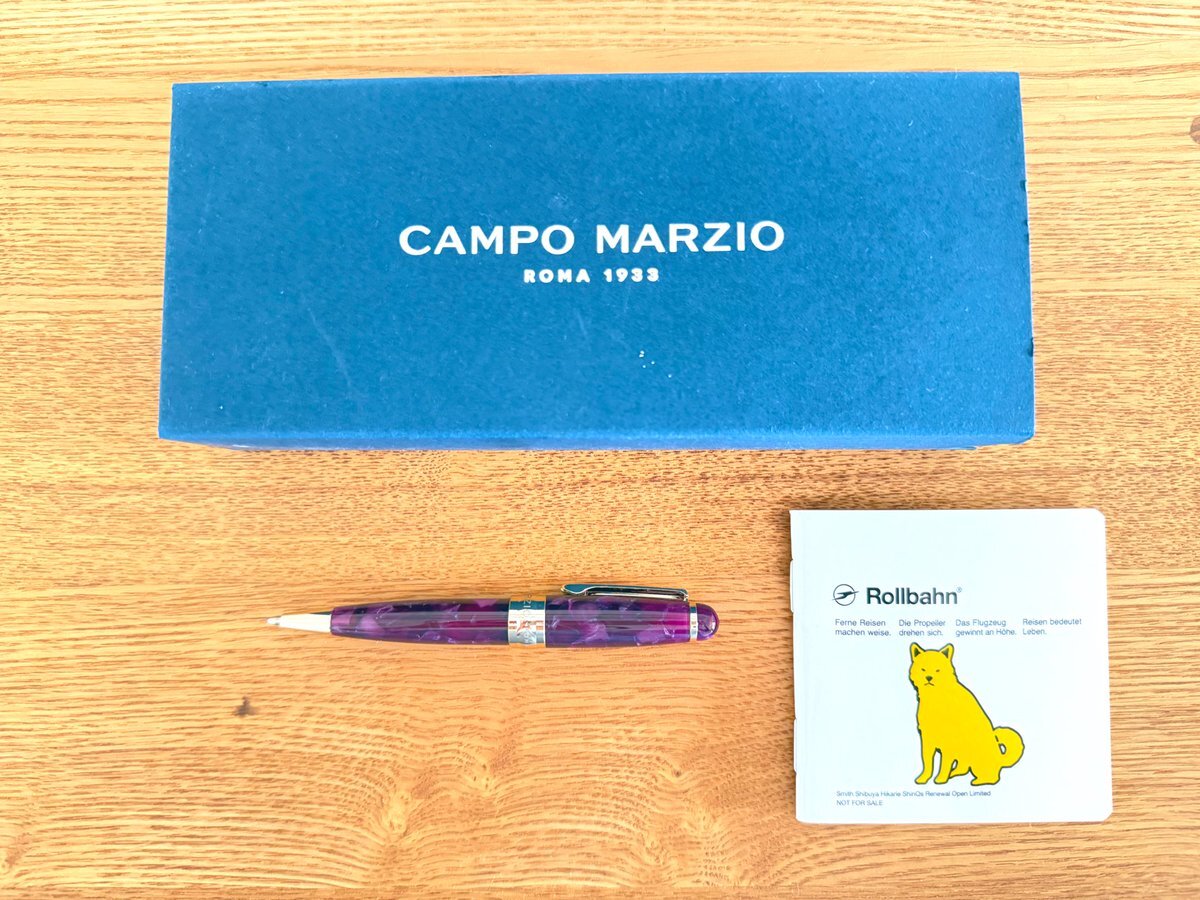 CAMPO MARZIO
ROMA 1933
Rollbahn®
Ferne Reisen Die Propeller Das Flugzeug Reisen bedeutet
machen weise. drehen sich. gewinnt an Höhe. Leben.
Smith Shibuya Hikarie ShinQs Renewal Open Limited
NOT FOR SALE